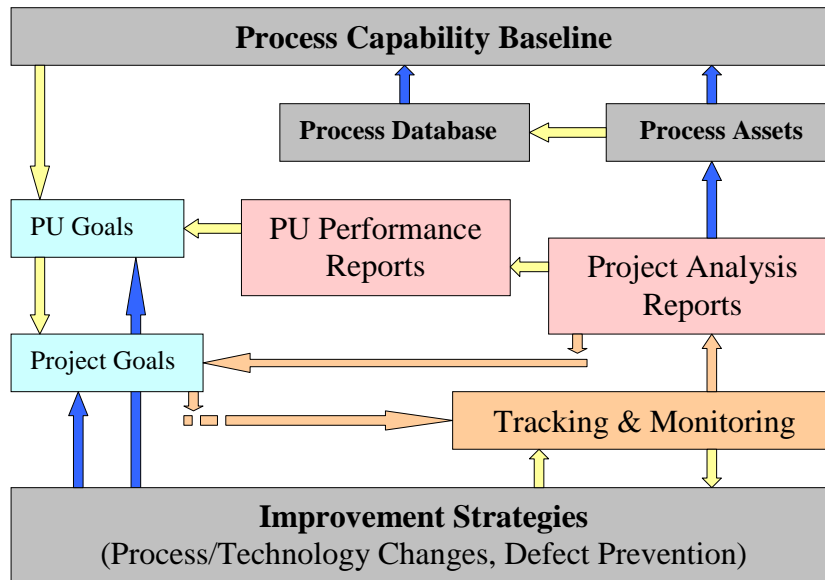 Process Capability Baseline
Process Database
Process Assets
PU Goals
PU Performance
Reports
Project Analysis
Reports
Project Goals
Tracking & Monitoring
Improvement Strategies
(Process/Technology Changes, Defect Prevention)